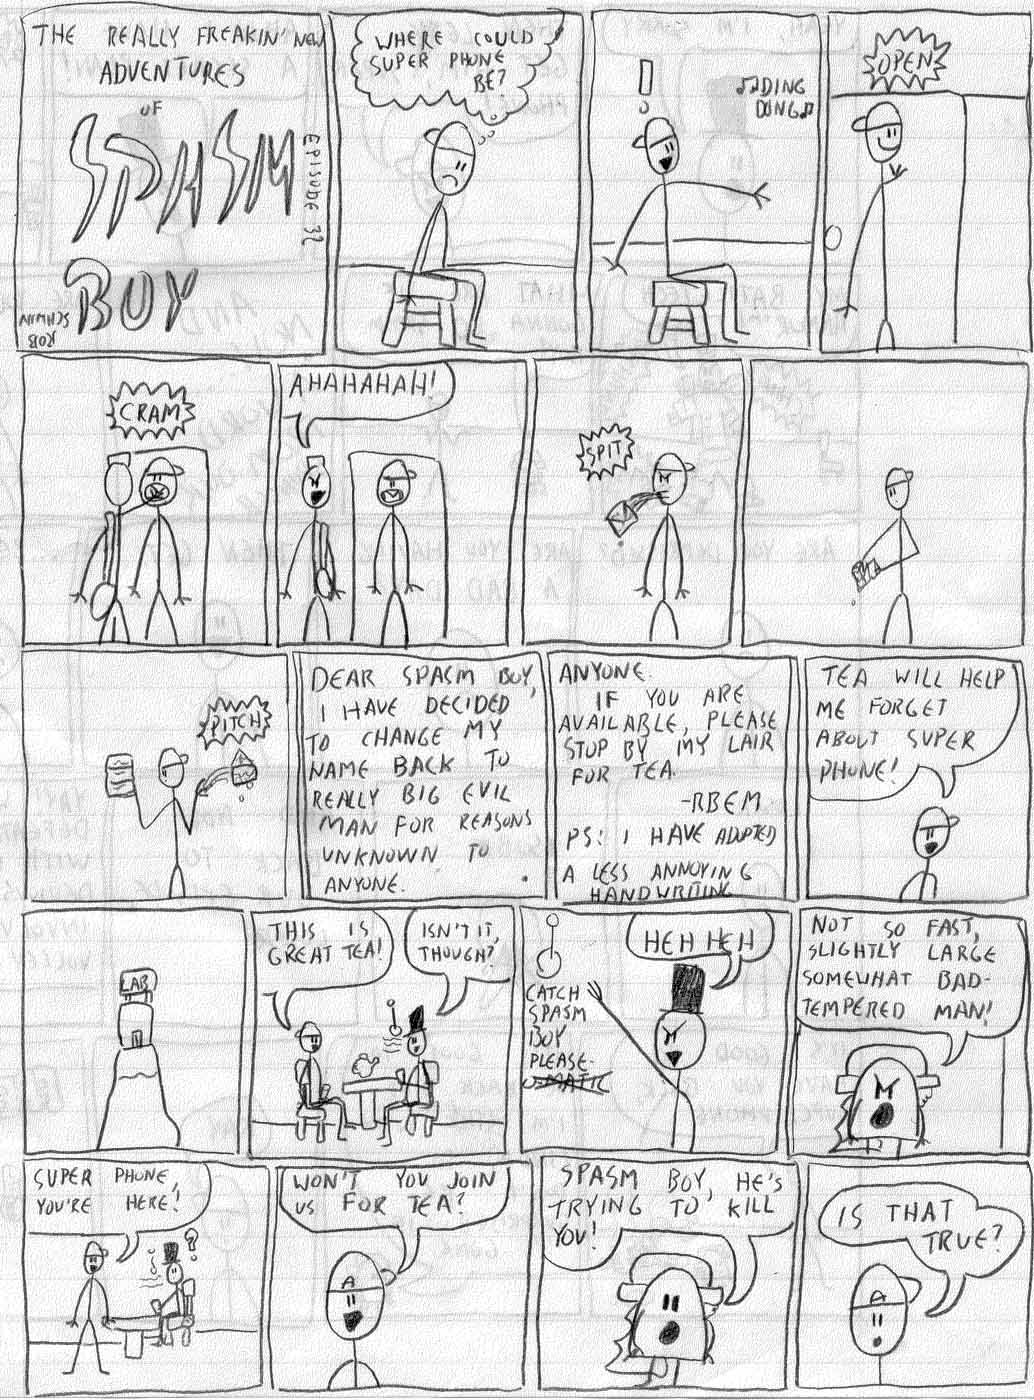 THE REALLY FREAKIN' NEW
ADVENTURES
OF
SPASM
BOY
EPISODE 32
ROB
SCHWIN
WHERE COULD
SUPER PHONE
BE?
!
♫DING
DONG♫
OPEN
CRAM
AHAHAHAH!
SPIT
PITCH
DEAR SPASM BOY,
I HAVE DECIDED
TO CHANGE MY
NAME BACK TO
REALLY BIG EVIL
MAN FOR REASONS
UNKNOWN TO
ANYONE.
ANYONE.
IF YOU ARE
AVAILABLE, PLEASE
STOP BY MY LAIR
FOR TEA.
-RBEM
PS: I HAVE ADOPTED
A LESS ANNOYING
HANDWRITING
TEA WILL HELP
ME FORGET
ABOUT SUPER
PHONE!
LAB
THIS IS
GREAT TEA!
ISN'T IT,
THOUGH?
CATCH
SPASM
BOY
PLEASE-
O-MATIC
HEH HEH
NOT SO FAST,
SLIGHTLY LARGE
SOMEWHAT BAD-
TEMPERED MAN!
SUPER PHONE,
YOU'RE HERE!
?
WON'T YOU JOIN
US FOR TEA?
SPASM BOY, HE'S
TRYING TO KILL
YOU!
IS THAT
TRUE?